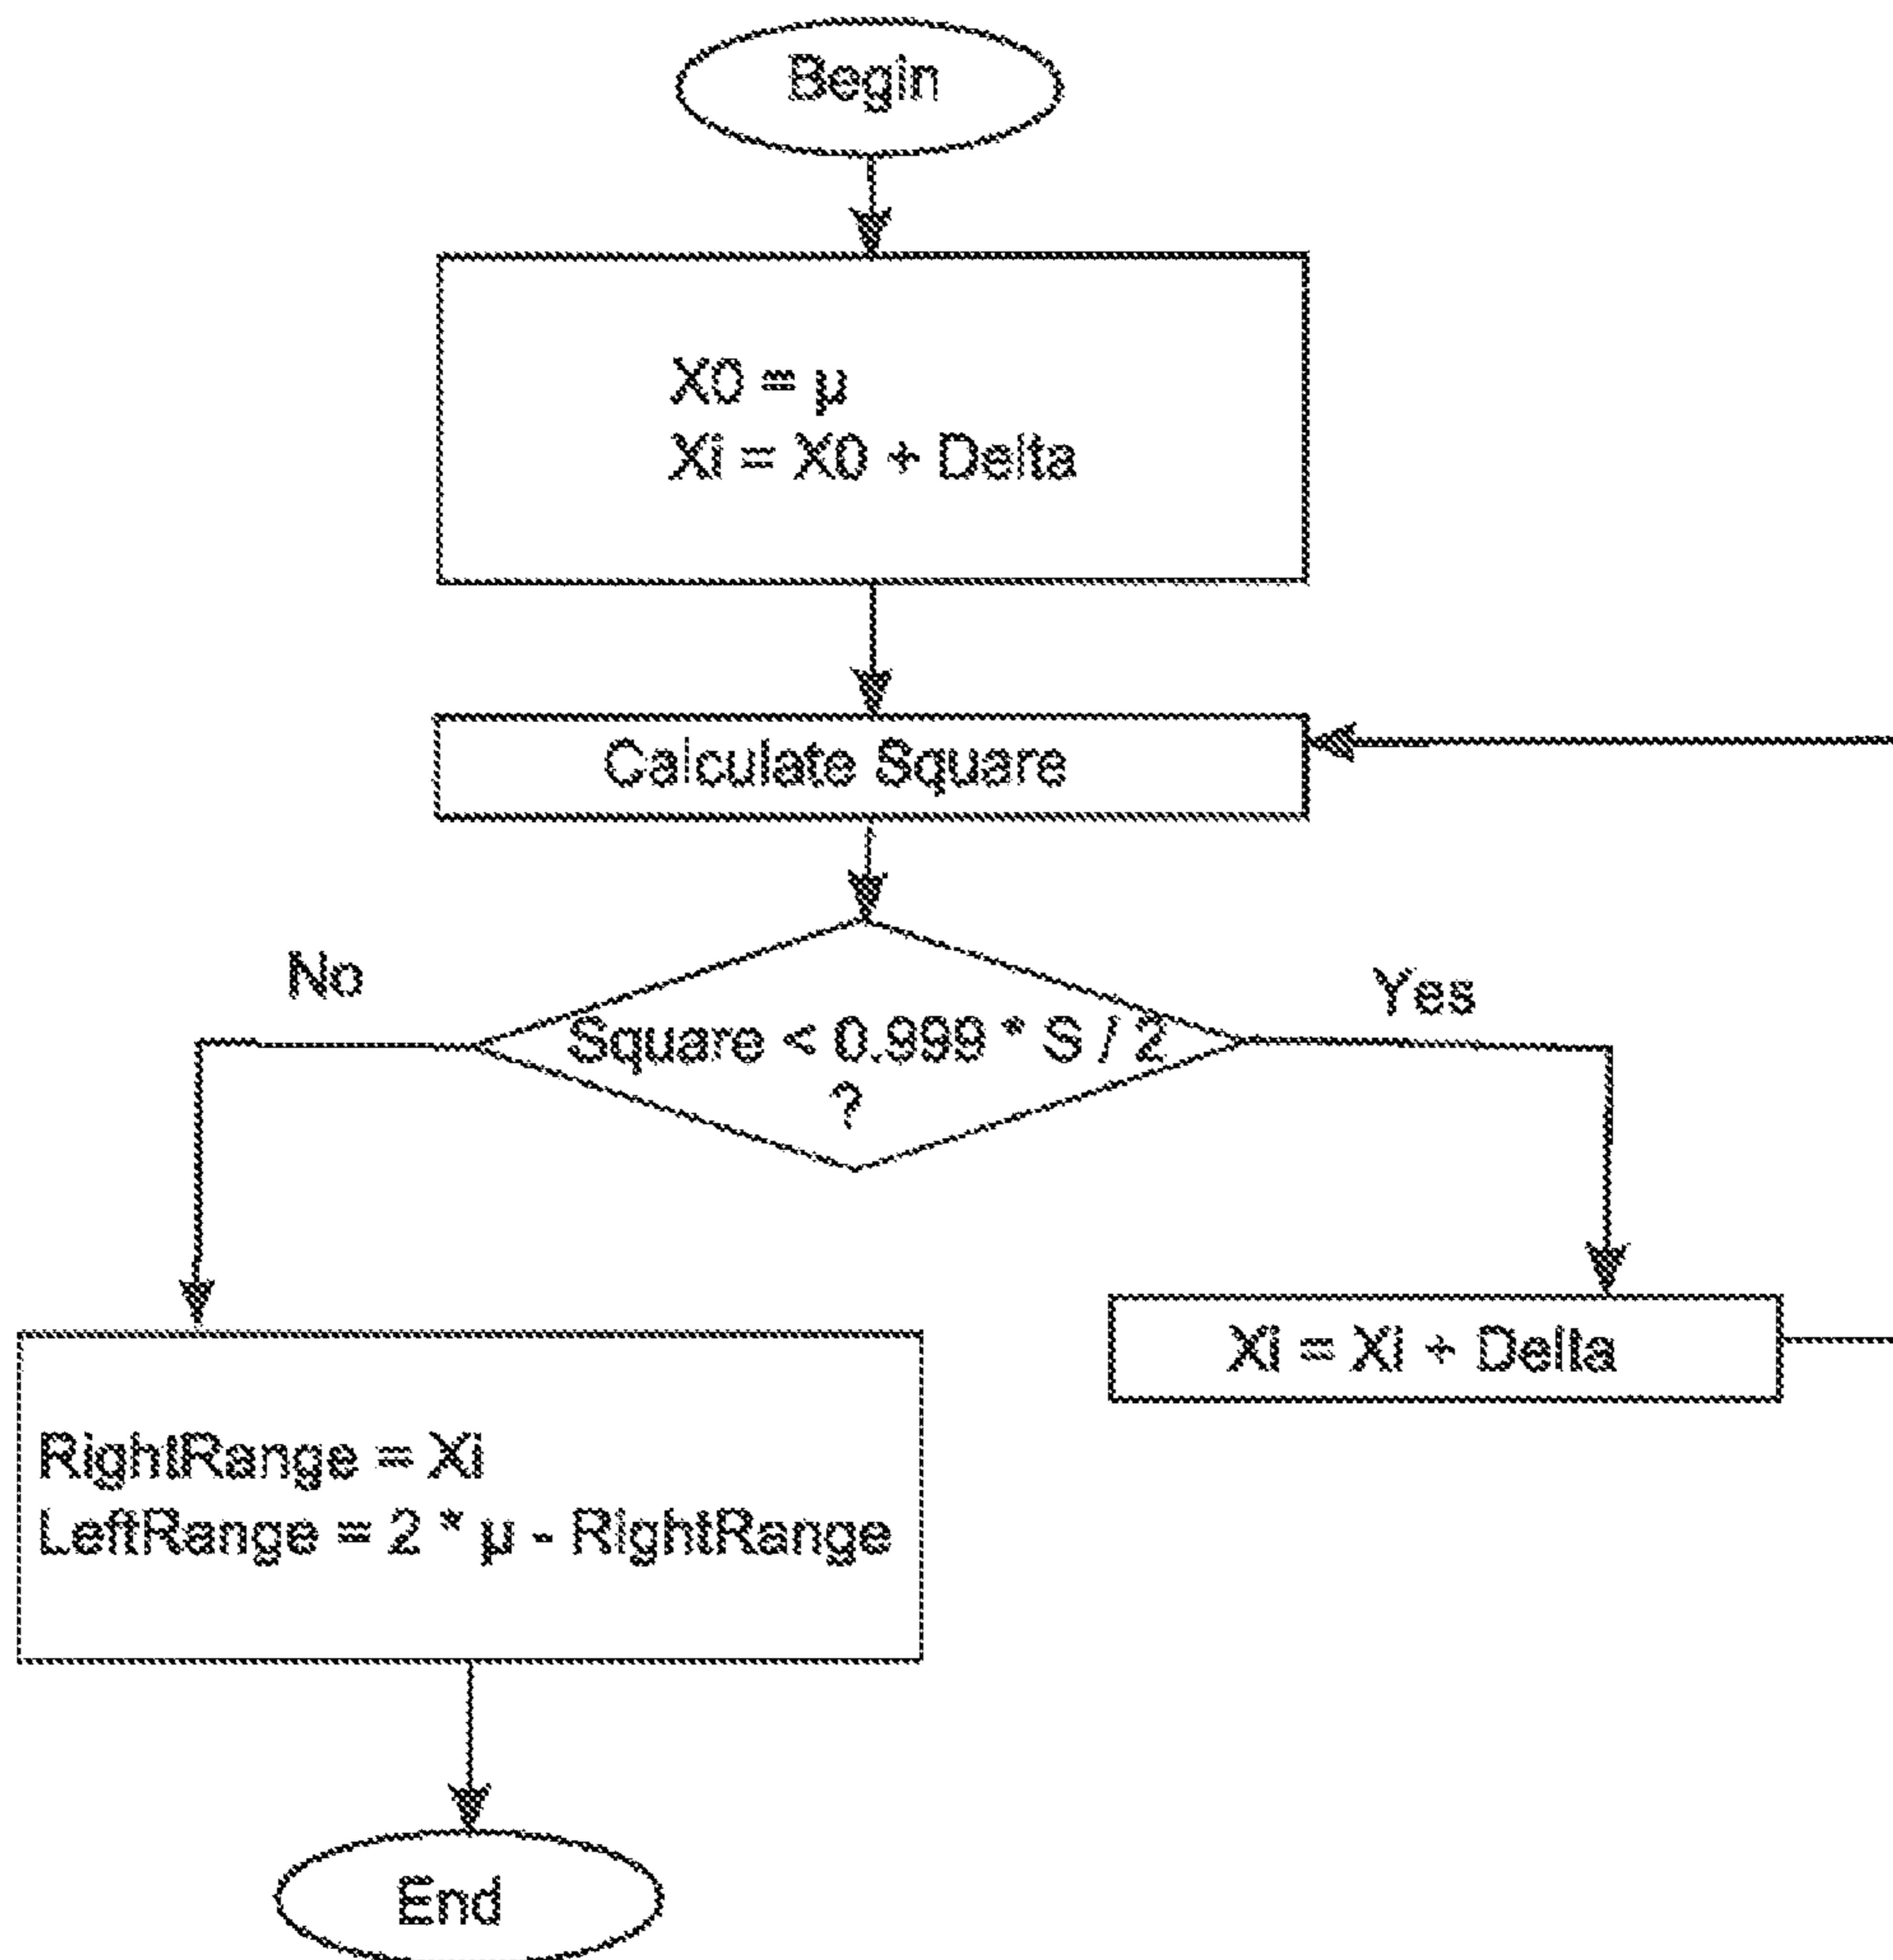 Begin
X0 = µ
Xi = X0 + Delta
Calculate Square
No
Yes
Square < 0.999 * S / 2
?
Xi = Xi + Delta
RightRange = Xi
LeftRange = 2 * µ - RightRange
End